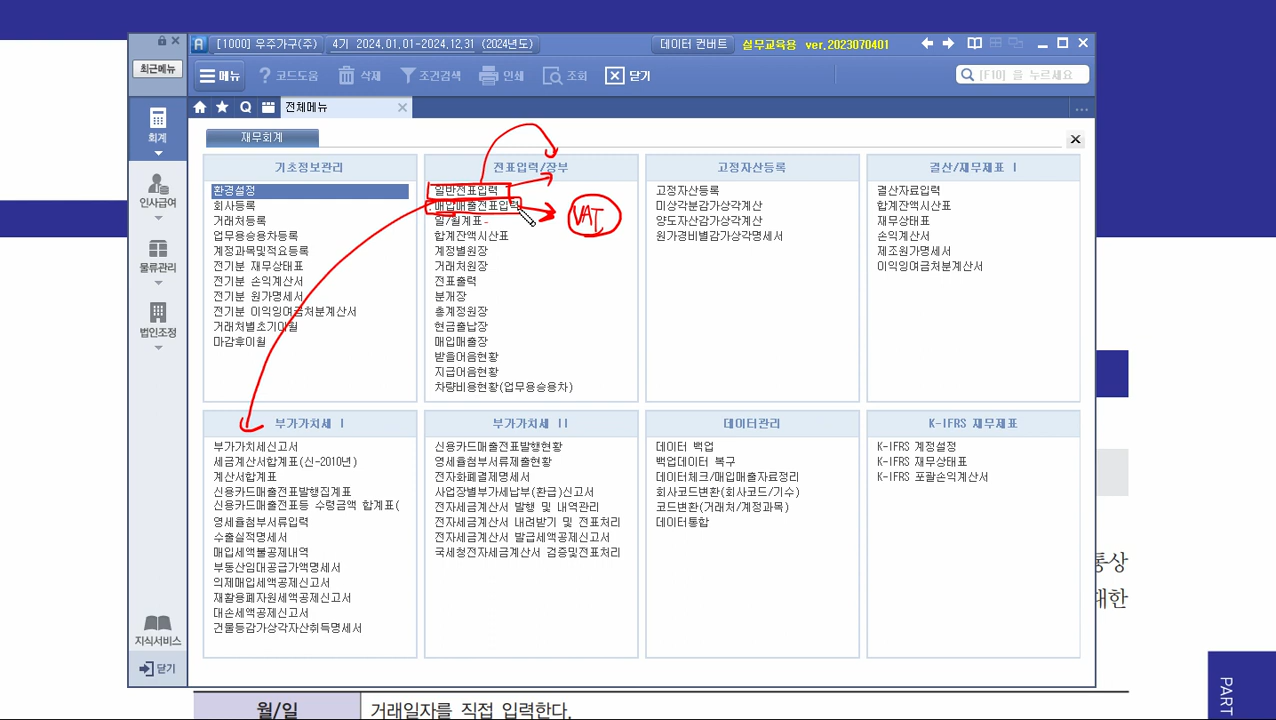 [1000] 우주가구(주) 4기 2024.01.01-2024.12.31 (2024년도) 데이터 컨버트 실무교육용 ver.2023070401
최근메뉴
메뉴 코드도움 삭제 조건검색 인쇄 조회 닫기 [F10] 을 누르세요
전체메뉴
회계
인사급여
물류관리
법인조정
지식서비스
닫기
재무회계
기초정보관리
환경설정
회사등록
거래처등록
업무용승용차등록
계정과목및적요등록
전기분 재무상태표
전기분 손익계산서
전기분 원가명세서
전기분 이익잉여금처분계산서
거래처별초기이월
마감후이월
전표입력/장부
일반전표입력
매입매출전표입력
일/월계표
합계잔액시산표
계정별원장
거래처원장
전표출력
분개장
총계정원장
현금출납장
매입매출장
받을어음현황
지급어음현황
차량비용현황(업무용승용차)
VAT
고정자산등록
고정자산등록
미상각분감가상각계산
양도자산감가상각계산
원가경비별감가상각명세서
결산/재무제표 I
결산자료입력
합계잔액시산표
재무상태표
손익계산서
제조원가명세서
이익잉여금처분계산서
부가가치세 I
부가가치세신고서
세금계산서합계표(신-2010년)
계산서합계표
신용카드매출전표발행집계표
신용카드매출전표등 수령금액 합계표(
영세율첨부서류입력
수출실적명세서
매입세액불공제내역
부동산임대공급가액명세서
의제매입세액공제신고서
재활용폐자원세액공제신고서
대손세액공제신고서
건물등감가상각자산취득명세서
부가가치세 II
신용카드매출전표발행현황
영세율첨부서류제출현황
전자화폐결제명세서
사업장별부가세납부(환급)신고서
전자세금계산서 발행 및 내역관리
전자세금계산서 내려받기 및 전표처리
전자세금계산서 발급세액공제신고서
국세청전자세금계산서 검증및전표처리
데이터관리
데이터 백업
백업데이터 복구
데이터체크/매입매출자료정리
회사코드변환(회사코드/기수)
코드변환(거래처/계정과목)
데이터통합
K-IFRS 재무제표
K-IFRS 계정설정
K-IFRS 재무상태표
K-IFRS 포괄손익계산서
통상
대한
PART
월/일 거래일자를 직접 입력한다.